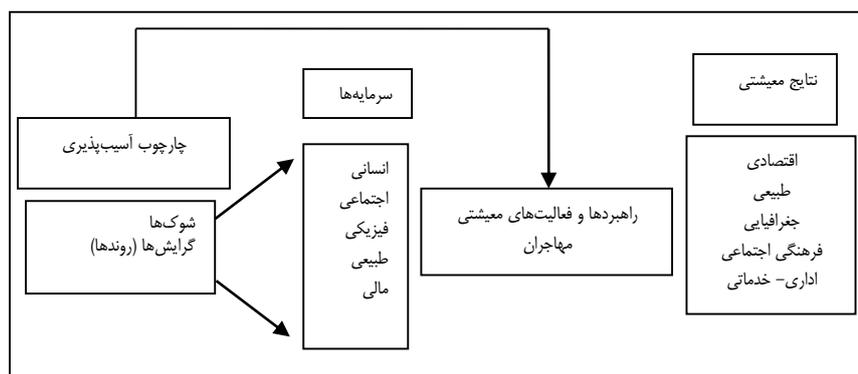 نتایج معیشتی
سرمایه‌ها
چارچوب آسیب‌پذیری
انسانی
اجتماعی
فیزیکی
طبیعی
مالی
اقتصادی
طبیعی
جغرافیایی
فرهنگی اجتماعی
اداری- خدماتی
راهبردها و فعالیت‌های معیشتی
مهاجران
شوک‌ها
گرایش‌ها (روندها)